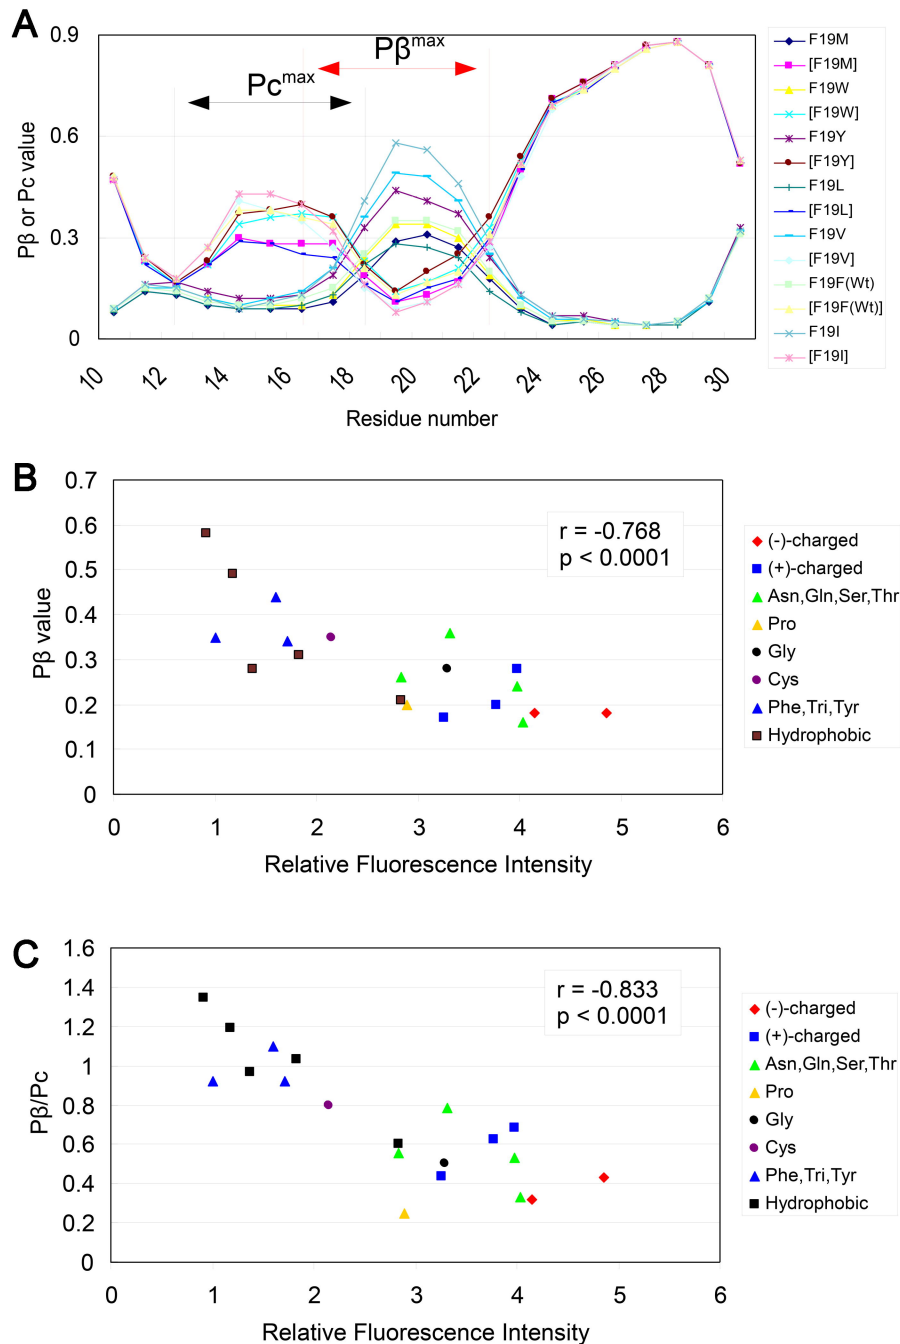 A
Pβ or Pc value
0.9
0.6
0.3
0
Pβmax
Pcmax
10 12 14 16 18 20 22 24 26 28 30
Residue number
F19M
[F19M]
F19W
[F19W]
F19Y
[F19Y]
F19L
[F19L]
F19V
[F19V]
F19F(Wt)
[F19F(Wt)]
F19I
[F19I]
B
Pβ value
0.7
0.6
0.5
0.4
0.3
0.2
0.1
0
r = -0.768
p < 0.0001
0 1 2 3 4 5 6
Relative Fluorescence Intensity
(-)-charged
(+)-charged
Asn,Gln,Ser,Thr
Pro
Gly
Cys
Phe,Tri,Tyr
Hydrophobic
C
Pβ/Pc
1.6
1.4
1.2
1
0.8
0.6
0.4
0.2
0
r = -0.833
p < 0.0001
0 1 2 3 4 5 6
Relative Fluorescence Intensity
(-)-charged
(+)-charged
Asn,Gln,Ser,Thr
Pro
Gly
Cys
Phe,Tri,Tyr
Hydrophobic